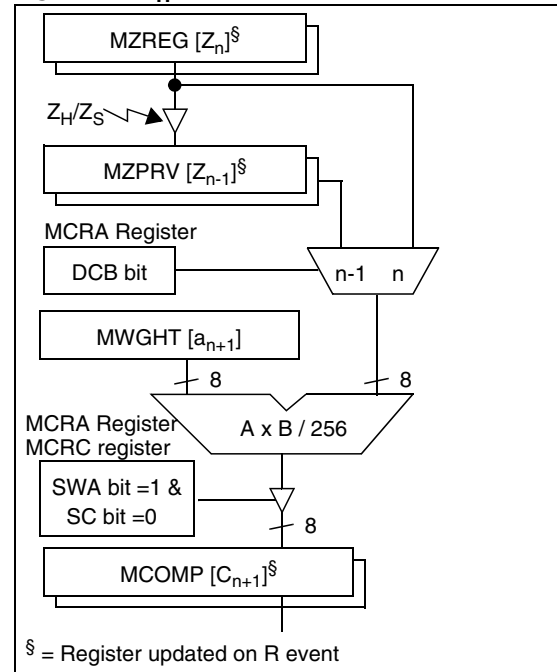 MZREG [Zn]§
ZH/ZS
MZPRV [Zn-1]§
MCRA Register
DCB bit
n-1 n
MWGHT [an+1]
8
8
MCRA Register
MCRC register
A x B / 256
SWA bit =1 &
SC bit =0
8
MCOMP [Cn+1]§
§ = Register updated on R event